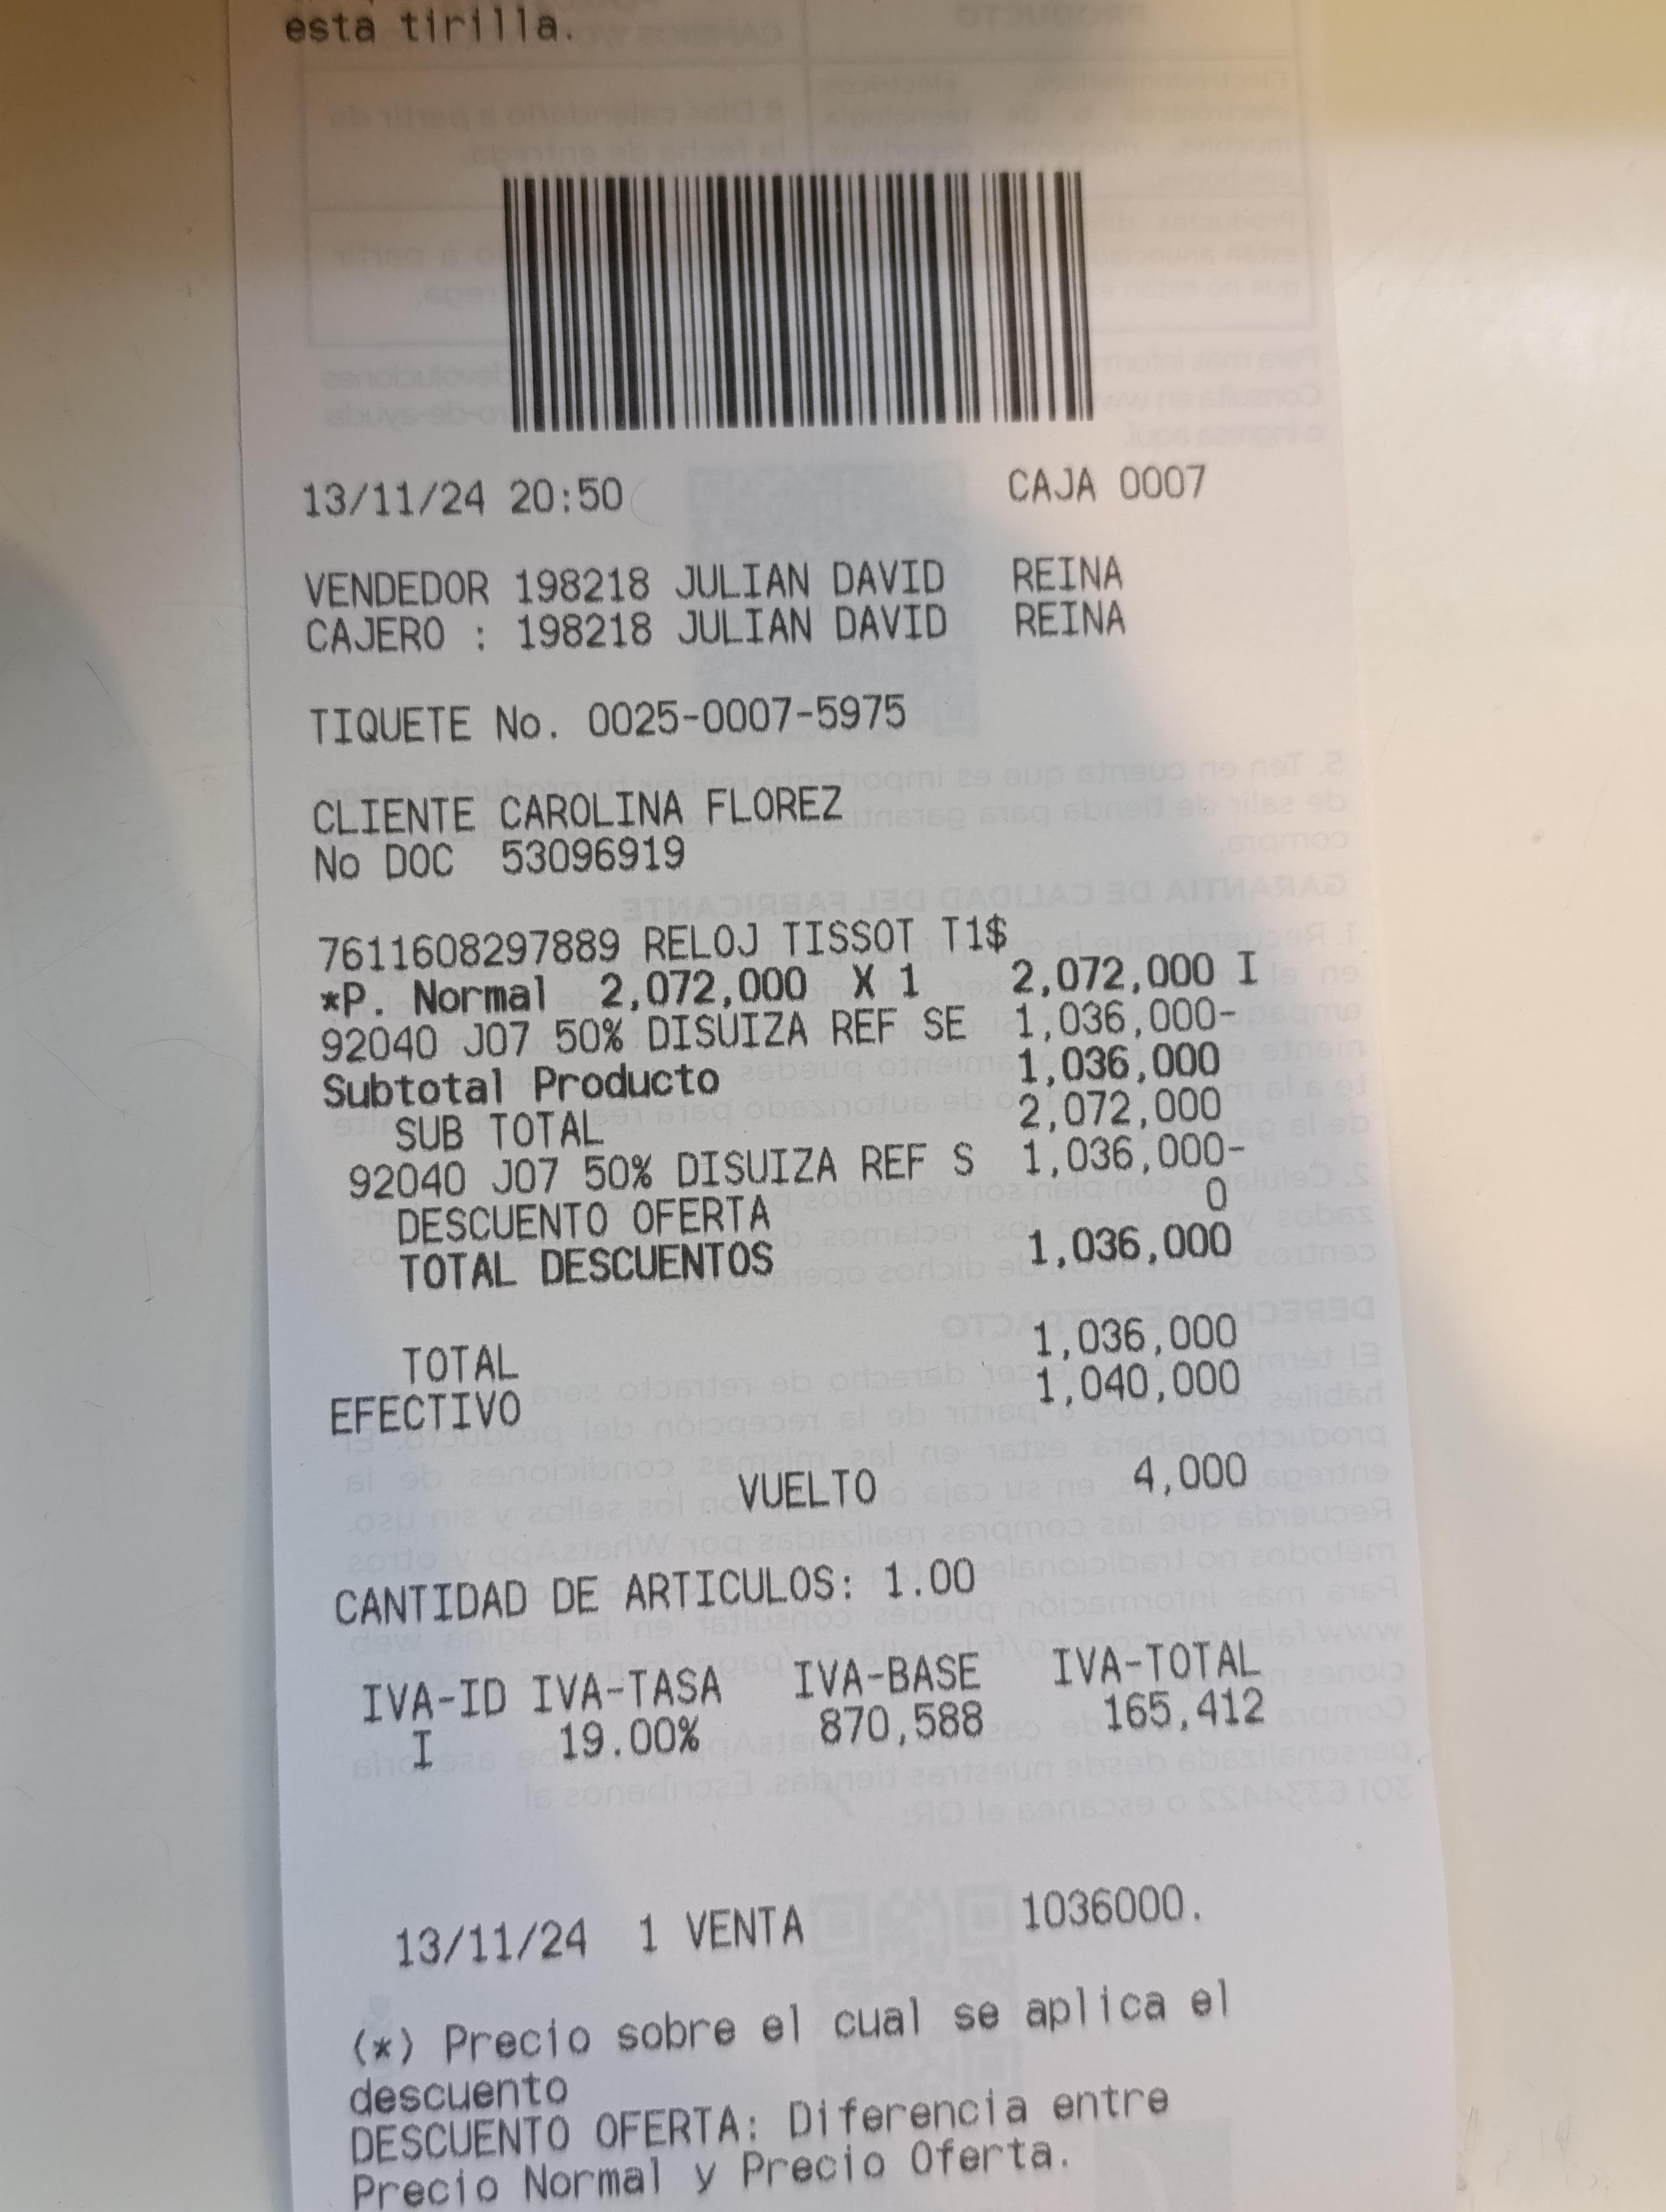 esta tirilla.
13/11/24 20:50 CAJA 0007
VENDEDOR 198218 JULIAN DAVID REINA
CAJERO : 198218 JULIAN DAVID REINA
TIQUETE No. 0025-0007-5975
CLIENTE CAROLINA FLOREZ
No DOC 53096919
7611608297889 RELOJ TISSOT T1$
*P. Normal 2,072,000 X 1 2,072,000 I
92040 J07 50% DISUIZA REF SE 1,036,000-
Subtotal Producto 1,036,000
SUB TOTAL 2,072,000
92040 J07 50% DISUIZA REF S 1,036,000-
DESCUENTO OFERTA 0
TOTAL DESCUENTOS 1,036,000
TOTAL 1,036,000
EFECTIVO 1,040,000
VUELTO 4,000
CANTIDAD DE ARTICULOS: 1.00
IVA-ID IVA-TASA IVA-BASE IVA-TOTAL
I 19.00% 870,588 165,412
13/11/24 1 VENTA 1036000.
(*) Precio sobre el cual se aplica el
descuento
DESCUENTO OFERTA: Diferencia entre
Precio Normal y Precio Oferta.